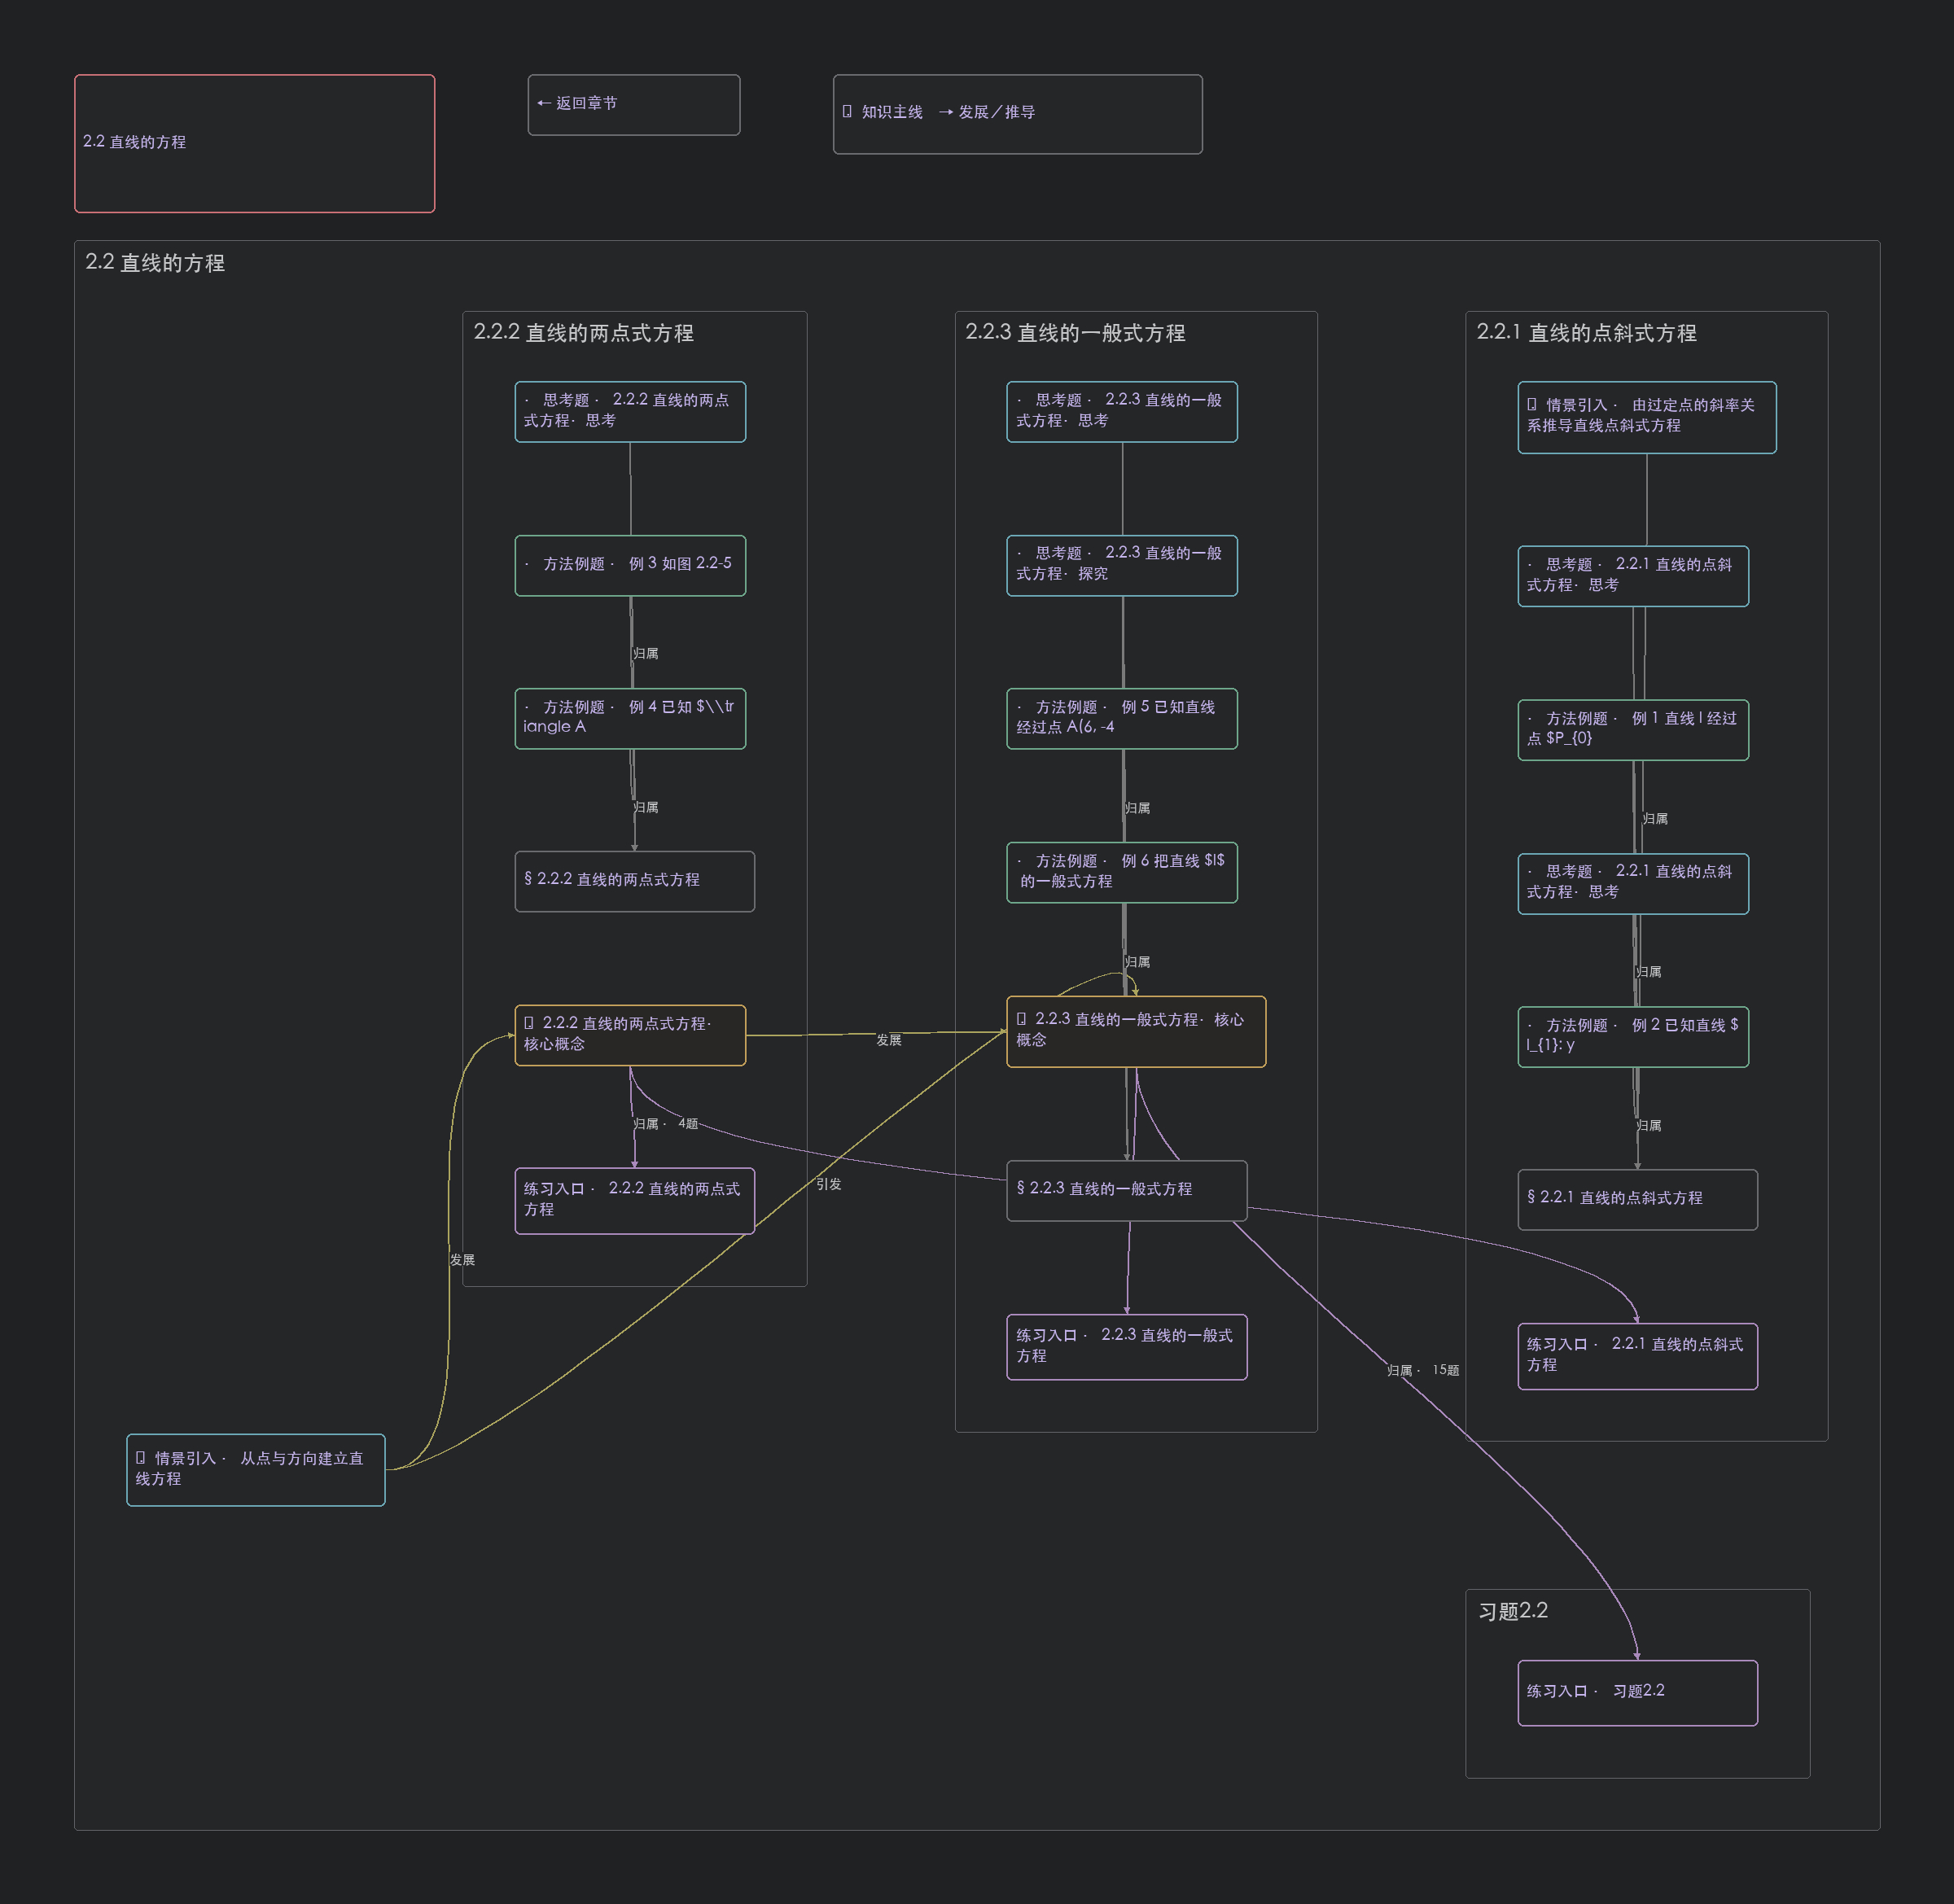 2.2 直线的方程
← 返回章节
知识主线 → 发展／推导
2.2 直线的方程
2.2.2 直线的两点式方程
· 思考题 · 2.2.2 直线的两点
式方程· 思考
· 方法例题 · 例 3 如图 2.2-5
归属
· 方法例题 · 例 4 已知 $\\tr
iangle A
归属
§ 2.2.2 直线的两点式方程
2.2.2 直线的两点式方程·
核心概念
发展
归属 · 4题
练习入口 · 2.2.2 直线的两点式
方程
引发
发展
2.2.3 直线的一般式方程
· 思考题 · 2.2.3 直线的一般
式方程· 思考
· 思考题 · 2.2.3 直线的一般
式方程· 探究
· 方法例题 · 例 5 已知直线
经过点 A(6, -4
归属
· 方法例题 · 例 6 把直线 $l$
的一般式方程
归属
2.2.3 直线的一般式方程· 核心
概念
§ 2.2.3 直线的一般式方程
练习入口 · 2.2.3 直线的一般式
方程
2.2.1 直线的点斜式方程
情景引入 · 由过定点的斜率关
系推导直线点斜式方程
· 思考题 · 2.2.1 直线的点斜
式方程· 思考
· 方法例题 · 例 1 直线 l 经过
点 $P_{0}
归属
· 思考题 · 2.2.1 直线的点斜
式方程· 思考
归属
· 方法例题 · 例 2 已知直线 $
l_{1}: y
归属
§ 2.2.1 直线的点斜式方程
练习入口 · 2.2.1 直线的点斜式
方程
归属 · 15题
情景引入 · 从点与方向建立直
线方程
习题2.2
练习入口 · 习题2.2